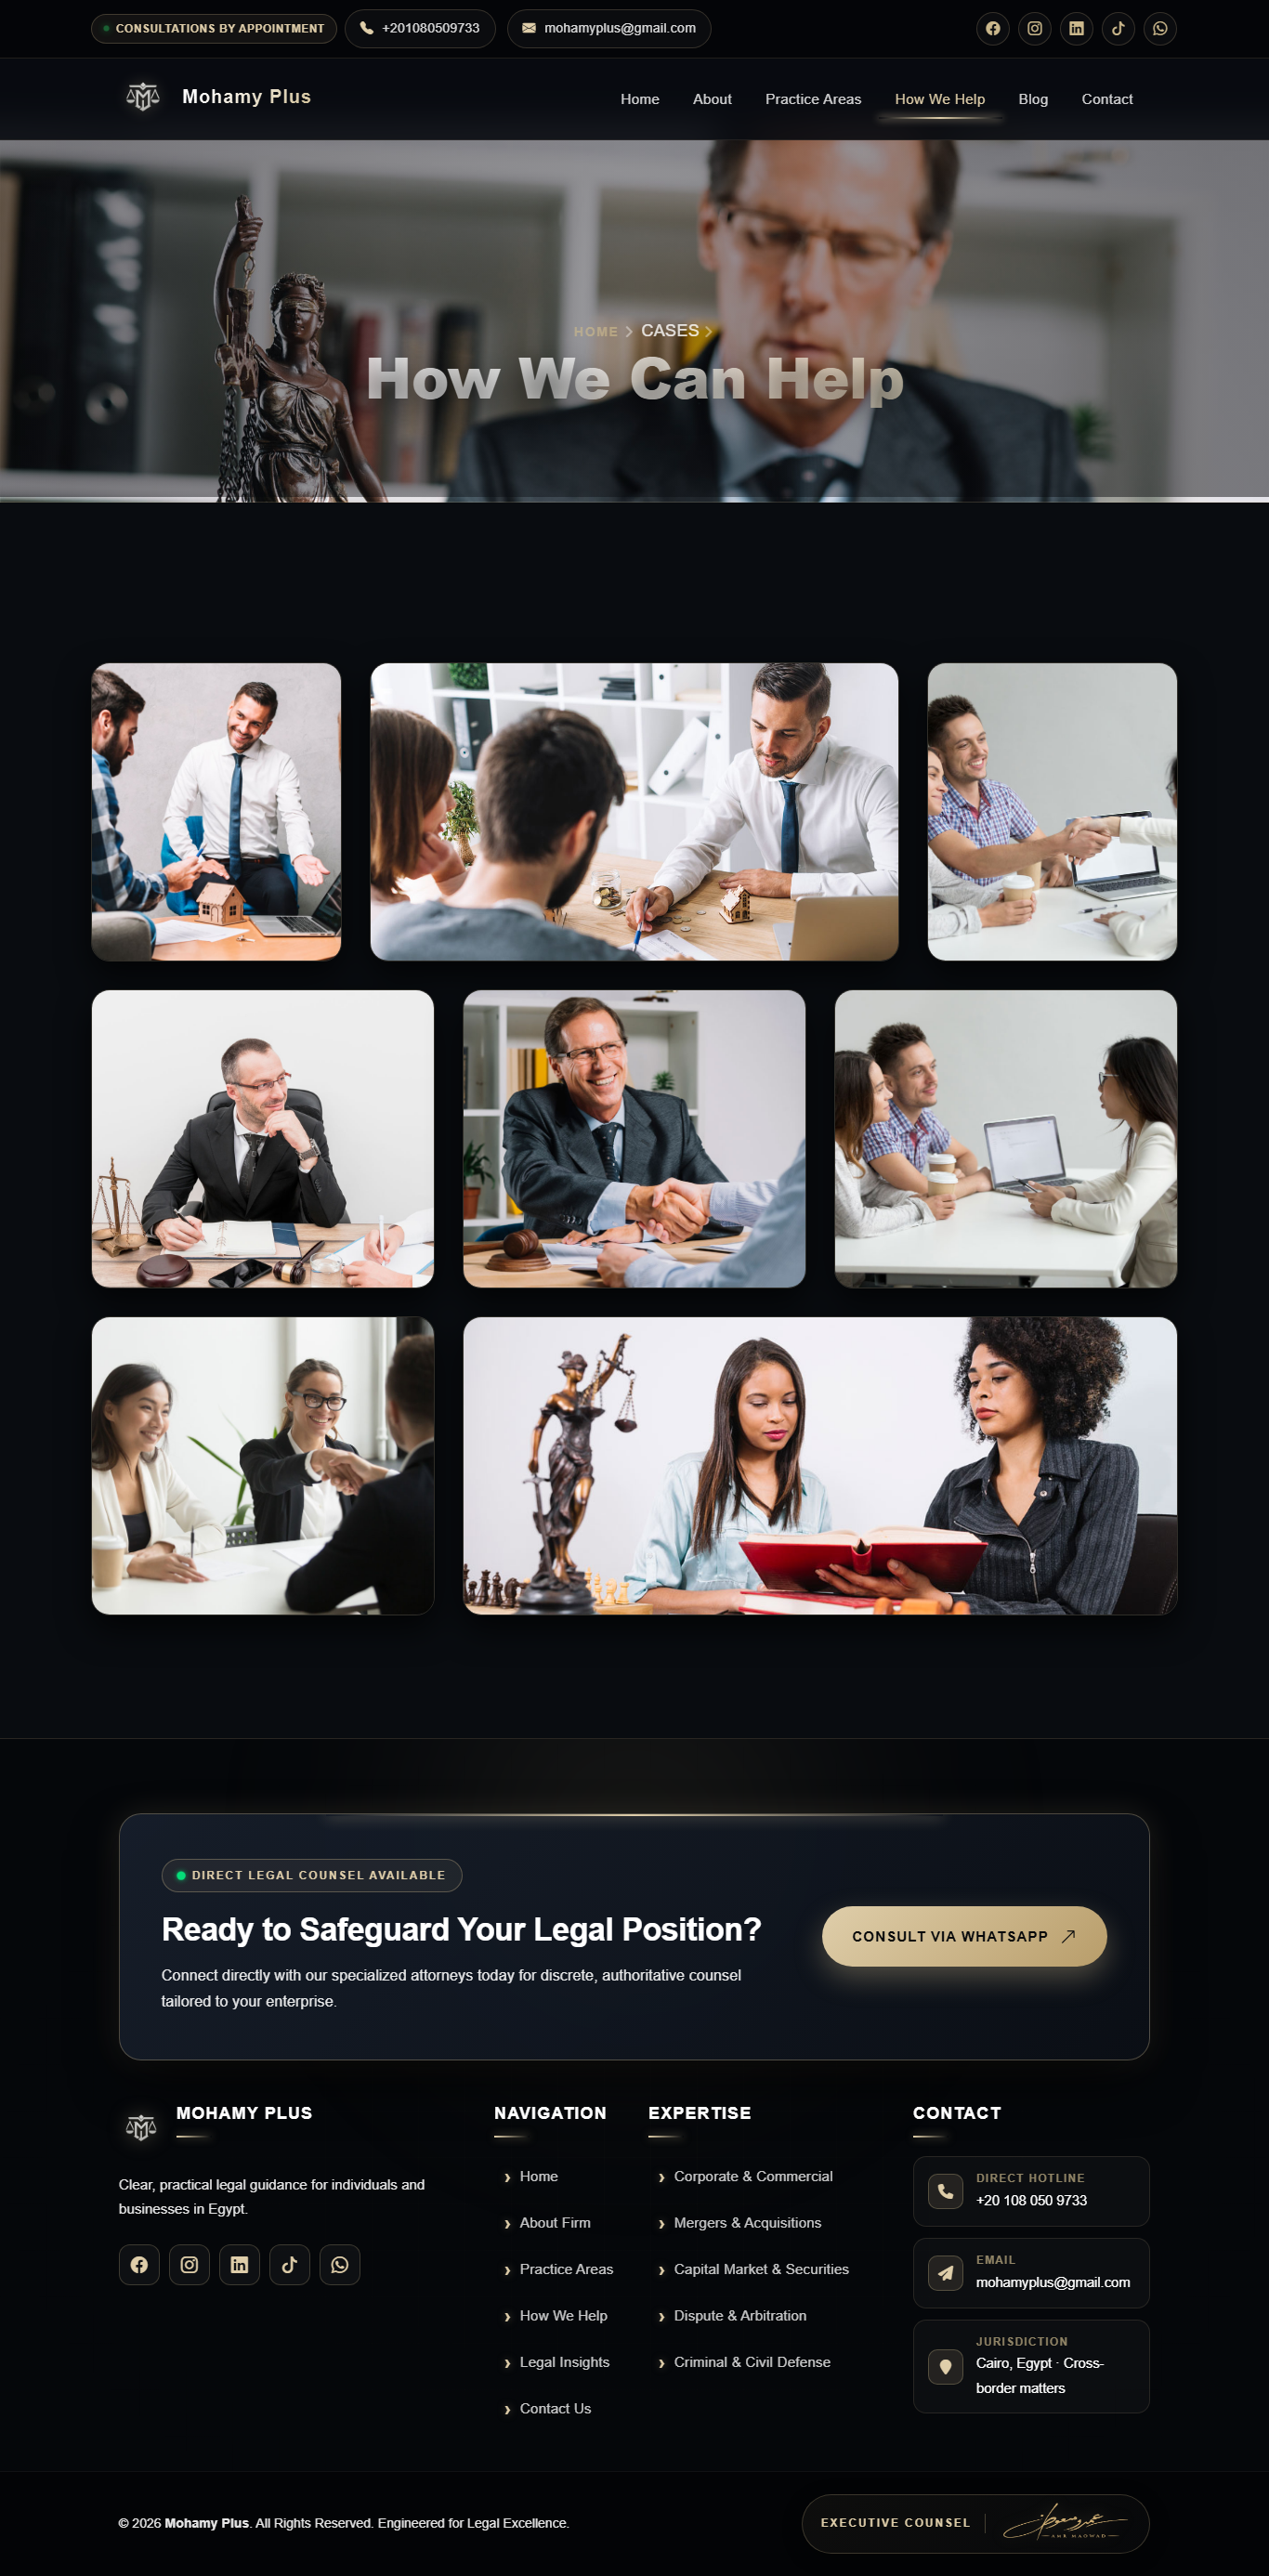 CONSULTATIONS BY APPOINTMENT
+201080509733
mohamyplus@gmail.com
Mohamy Plus
Home
About
Practice Areas
How We Help
Blog
Contact
HOME
CASES
How We Can Help
DIRECT LEGAL COUNSEL AVAILABLE
Ready to Safeguard Your Legal Position?
CONSULT VIA WHATSAPP
Connect directly with our specialized attorneys today for discrete, authoritative counsel
tailored to your enterprise.
MOHAMY PLUS
Clear, practical legal guidance for individuals and
businesses in Egypt.
NAVIGATION
Home
About Firm
Practice Areas
How We Help
Legal Insights
Contact Us
EXPERTISE
Corporate & Commercial
Mergers & Acquisitions
Capital Market & Securities
Dispute & Arbitration
Criminal & Civil Defense
CONTACT
DIRECT HOTLINE
+20 108 050 9733
EMAIL
mohamyplus@gmail.com
JURISDICTION
Cairo, Egypt · Cross-
border matters
© 2026 Mohamy Plus. All Rights Reserved. Engineered for Legal Excellence.
EXECUTIVE COUNSEL
AMR MAOWAD